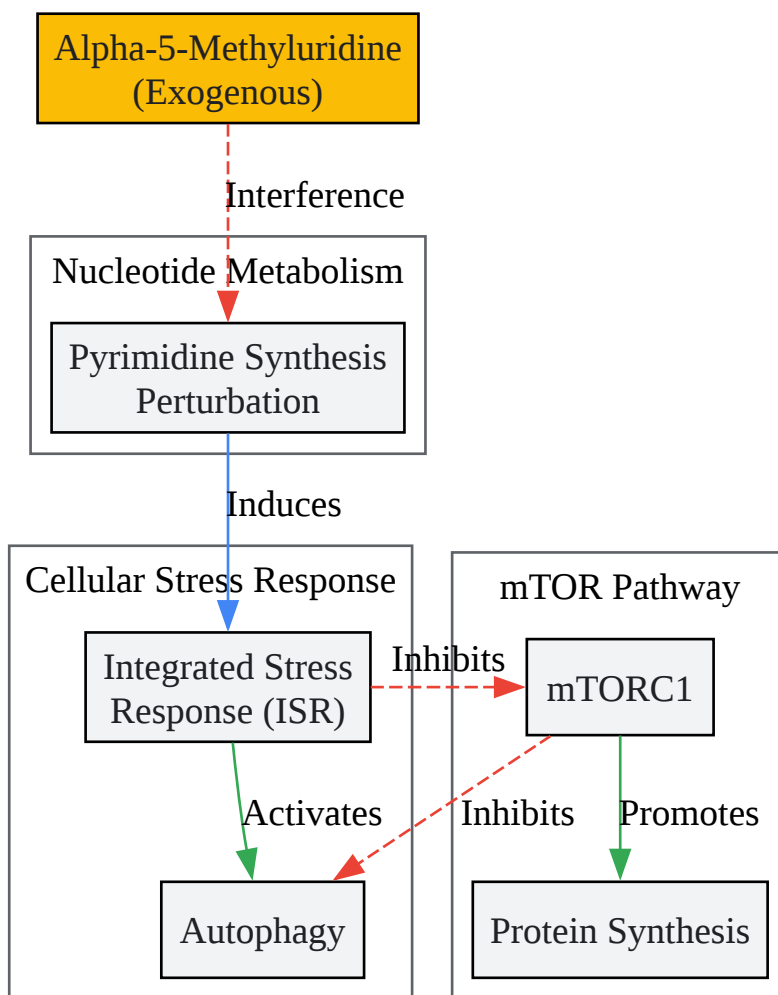 Alpha-5-Methyluridine
(Exogenous)
Interference
Nucleotide Metabolism
Pyrimidine Synthesis
Perturbation
Induces
Cellular Stress Response
mTOR Pathway
Integrated Stress
Response (ISR)
Inhibits
mTORC1
Activates
Inhibits
Promotes
Autophagy
Protein Synthesis